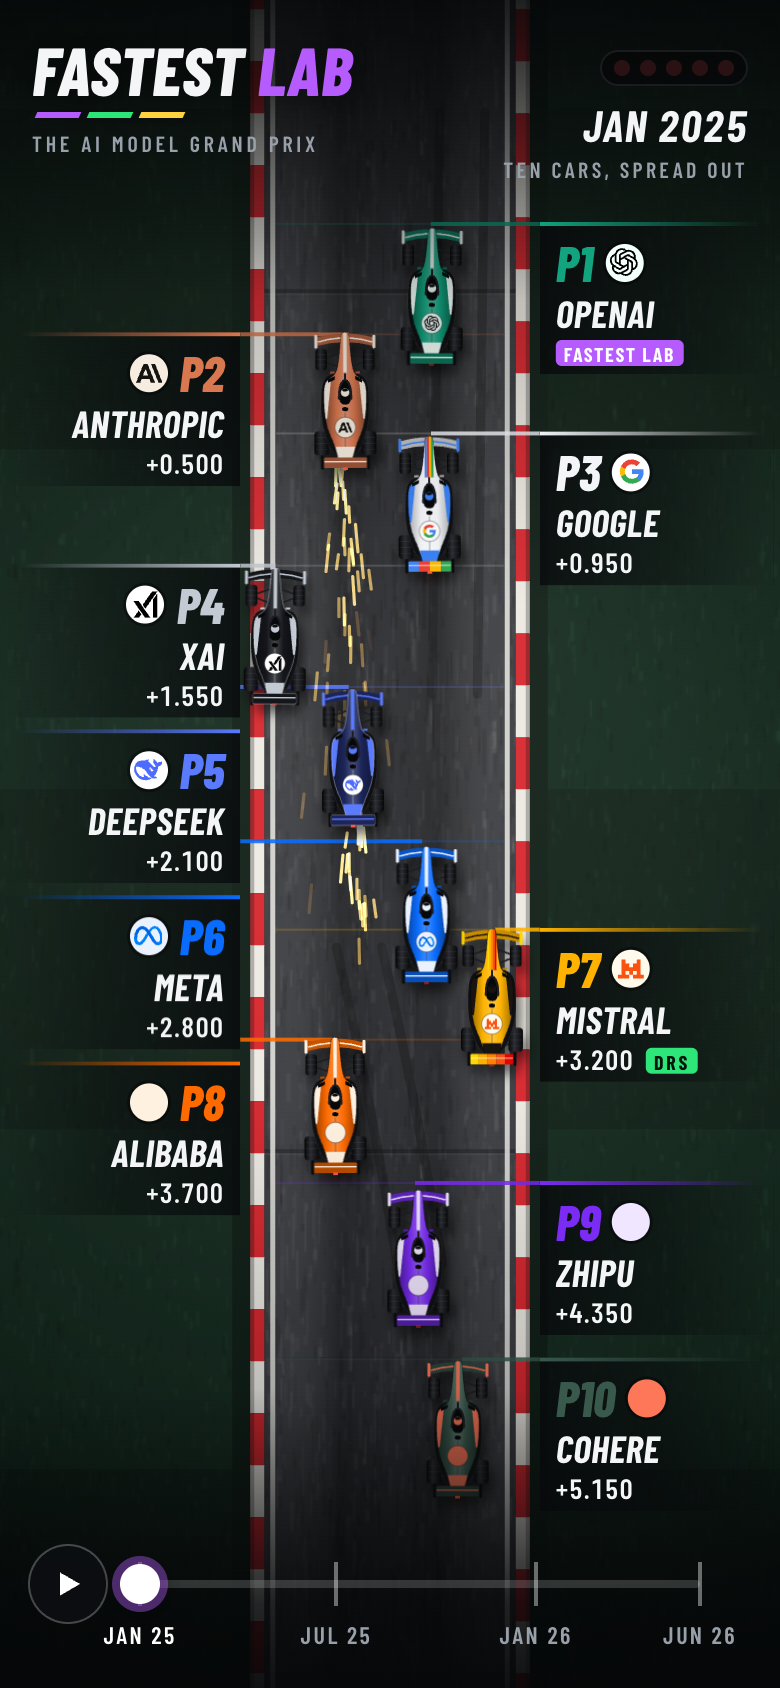 FASTEST LAB
THE AI MODEL GRAND PRIX
JAN 2025
TEN CARS, SPREAD OUT
P1
OPENAI
FASTEST LAB
P2
ANTHROPIC
+0.500
P3
GOOGLE
+0.950
P4
XAI
+1.550
P5
DEEPSEEK
+2.100
P6
META
+2.800
P7
MISTRAL
+3.200 DRS
P8
ALIBABA
+3.700
P9
ZHIPU
+4.350
P10
COHERE
+5.150
JAN 25 JUL 25 JAN 26 JUN 26